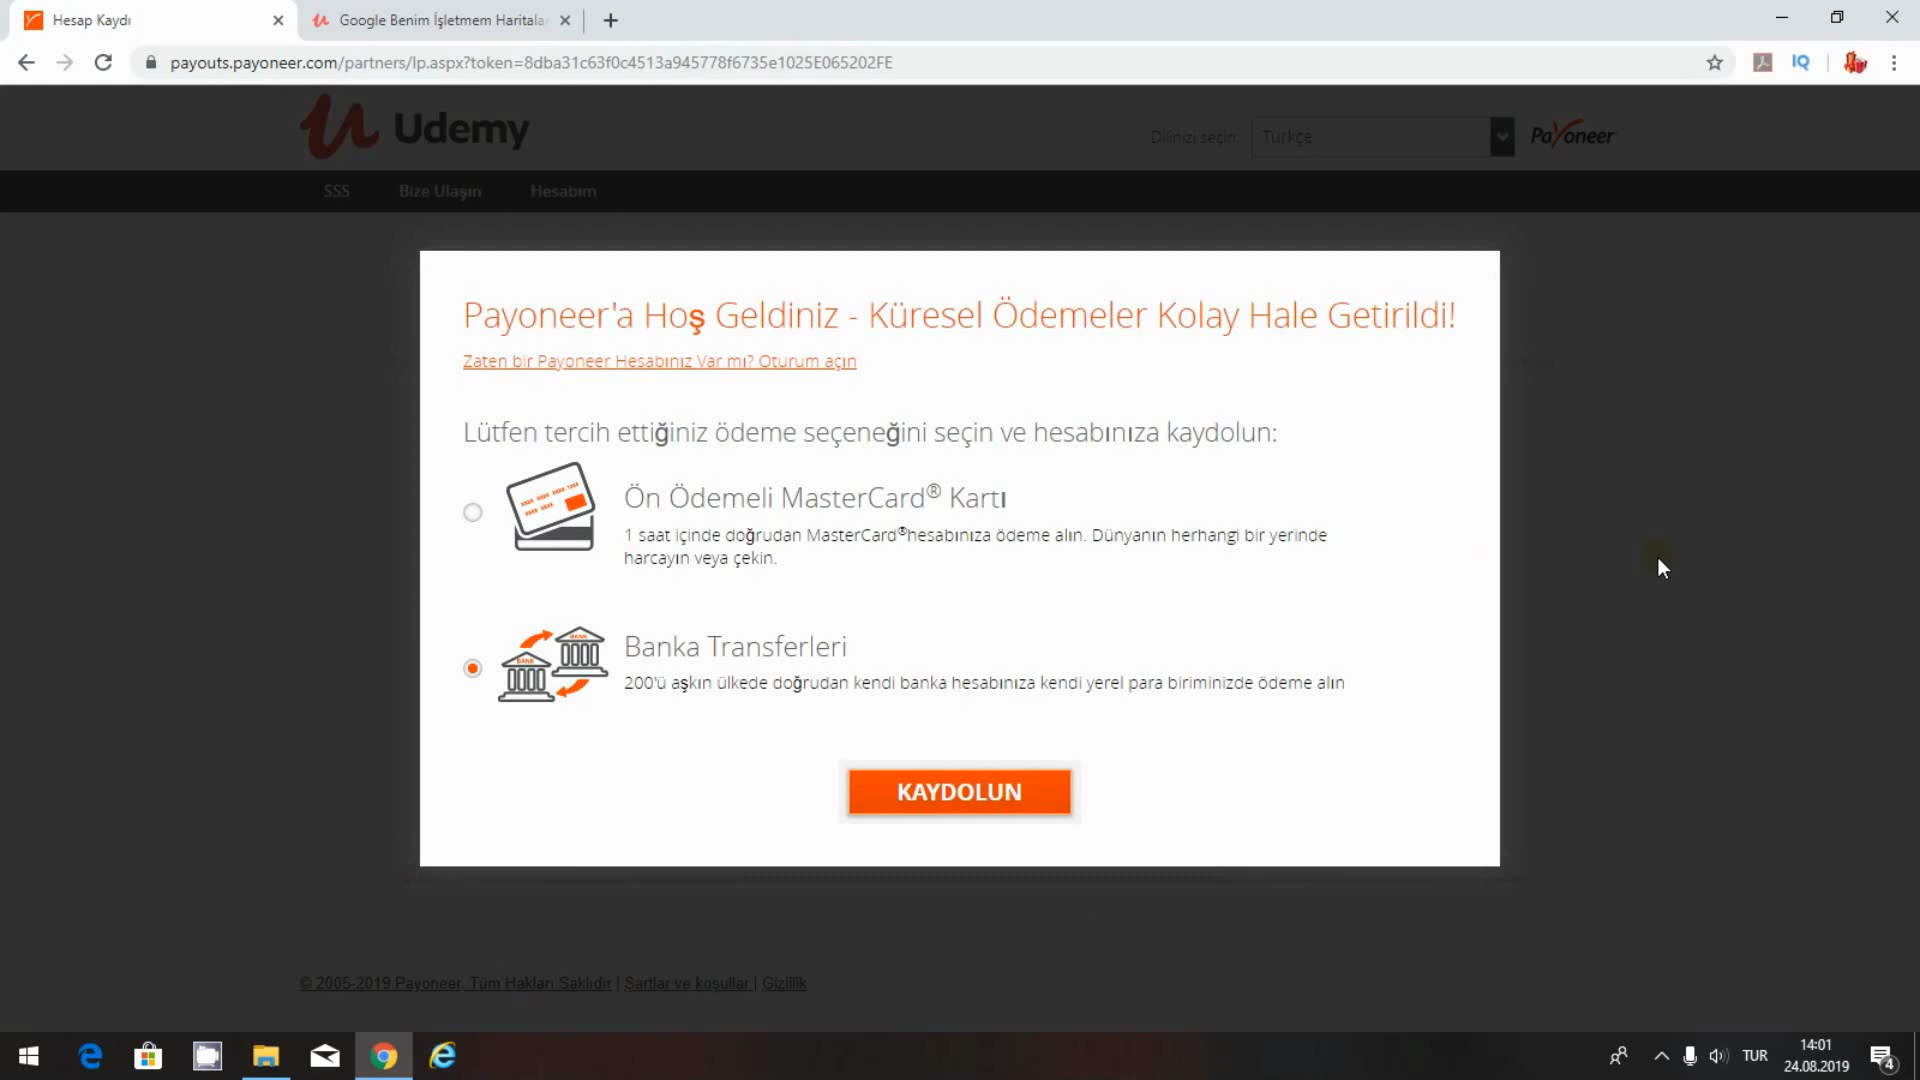 Hesap Kaydı
Google Benim İşletmem Haritala
payouts.payoneer.com/partners/lp.aspx?token=8dba31c63f0c4513a945778f6735e1025E065202FE
IQ
Udemy
Dilinizi seçin:
Türkçe
Payoneer
SSS
Bize Ulaşın
Hesabım
Payoneer'a Hoş Geldiniz - Küresel Ödemeler Kolay Hale Getirildi!
Zaten bir Payoneer Hesabınız Var mı? Oturum açın
Lütfen tercih ettiğiniz ödeme seçeneğini seçin ve hesabınıza kaydolun:
Ön Ödemeli MasterCard® Kartı
1 saat içinde doğrudan MasterCard®hesabınıza ödeme alın. Dünyanın herhangi bir yerinde
harcayın veya çekin.
BANK
BANK
Banka Transferleri
200'ü aşkın ülkede doğrudan kendi banka hesabınıza kendi yerel para biriminizde ödeme alın
KAYDOLUN
© 2005-2019 Payoneer, Tüm Hakları Saklıdır | Şartlar ve koşullar | Gizlilik
TUR
14:01
24.08.2019
4